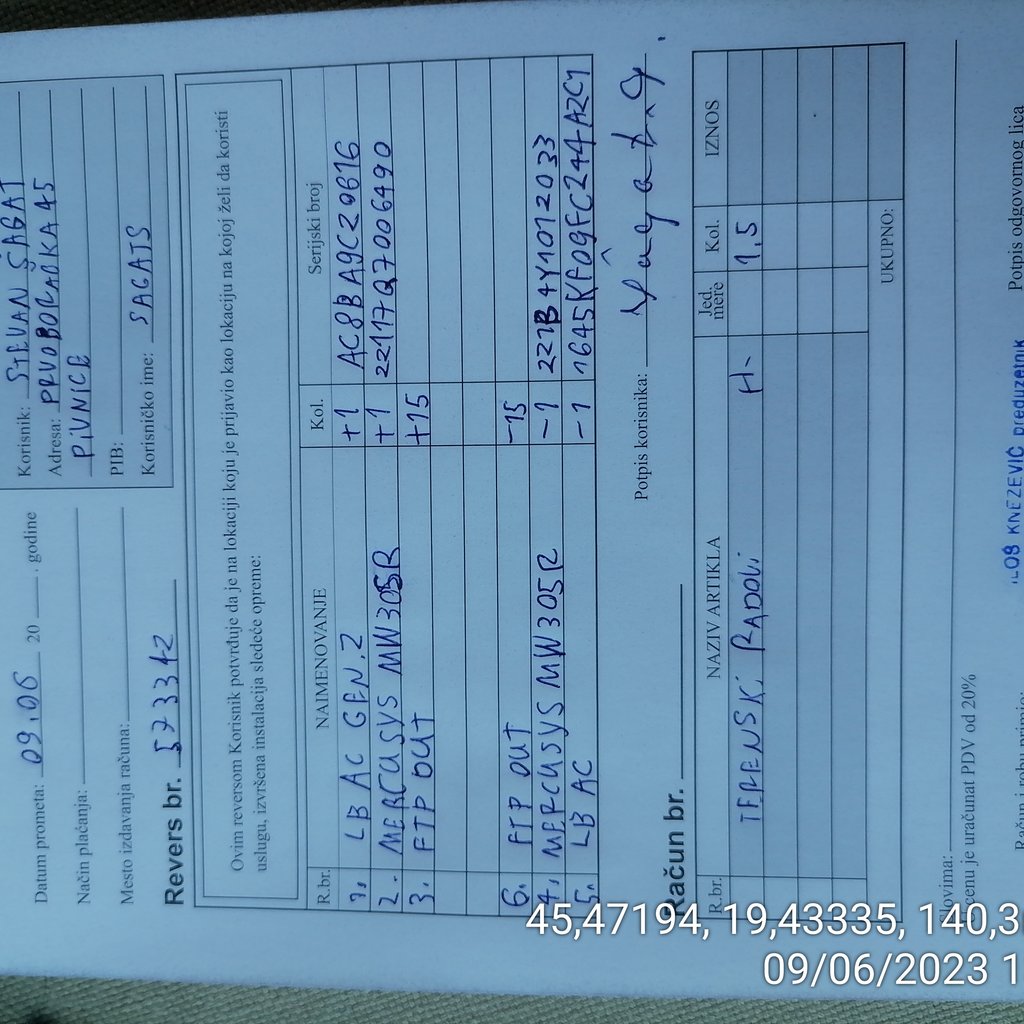 Datum prometa: 09.06 20 . godine
Način plaćanja:
Mesto izdavanja računa:
Revers br. 573342
Korisnik: STEVAN ŠAGAT
Adresa: PRVOBORAČKA 45
PIVNICE
PIB:
Korisničko ime: SAGATS
Ovim reversom Korisnik potvrđuje da je na lokaciji koju je prijavio kao lokaciju na kojoj želi da koristi
uslugu, izvršena instalacija sledeće opreme:
R.br. NAIMENOVANJE Kol. Serijski broj
1. LB AC GEN.2 +1 AC8BA9C20616
2. MERCUSYS MW305R +1 22117Q7006490
3. FTP OUT +15
6. FTP OUT -15
4. MERCUSYS MW305R -1 221B4Y1012033
5. LB AC -1 1645KF09FC244A2C1
Potpis korisnika:
Račun br.
R.br. NAZIV ARTIKLA Jed. mere Kol. IZNOS
TERENSKI RADOVI H 1,5
UKUPNO:
cenu je uračunat PDV od 20%
Potpis odgovornog lica
KNEZEVIĆ preduzetnik
45,47194, 19,43335, 140,3
09/06/2023 1